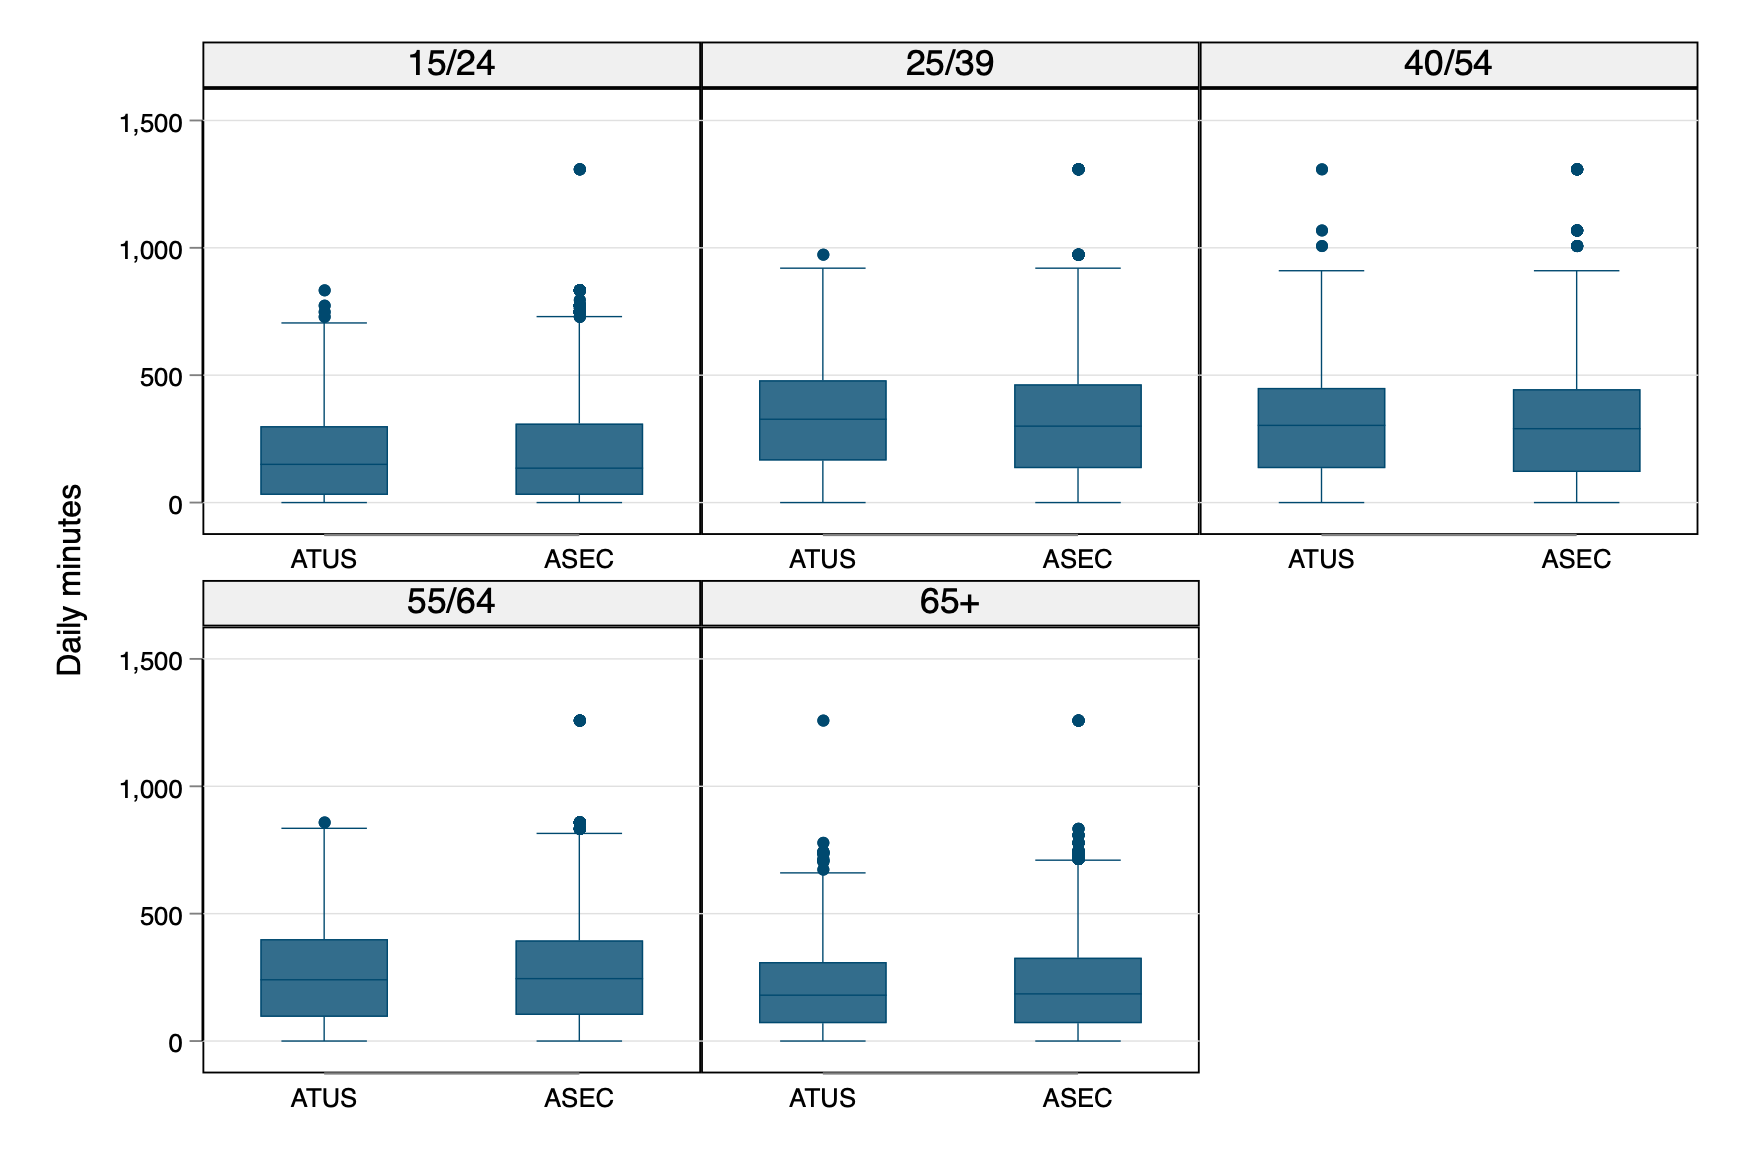 15/24 25/39 40/54
1,500
1,000
500
0
Daily minutes
ATUS ASEC ATUS ASEC ATUS ASEC
55/64 65+
1,500
1,000
500
0
ATUS ASEC ATUS ASEC